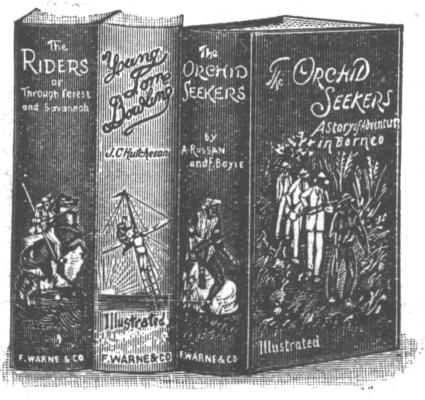 The
RIDERS
or
Through Forest
and Savannah
F. WARNE & CO
Young
Tom
Bowling
J.C Hutcheson
Illustrated
F. WARNE & CO
The
ORCHID
SEEKERS
by
A. RUSSAN
and F. Boyle
F. WARNE & CO
The ORCHID
SEEKERS
A Story of Adventure
in Borneo
Illustrated